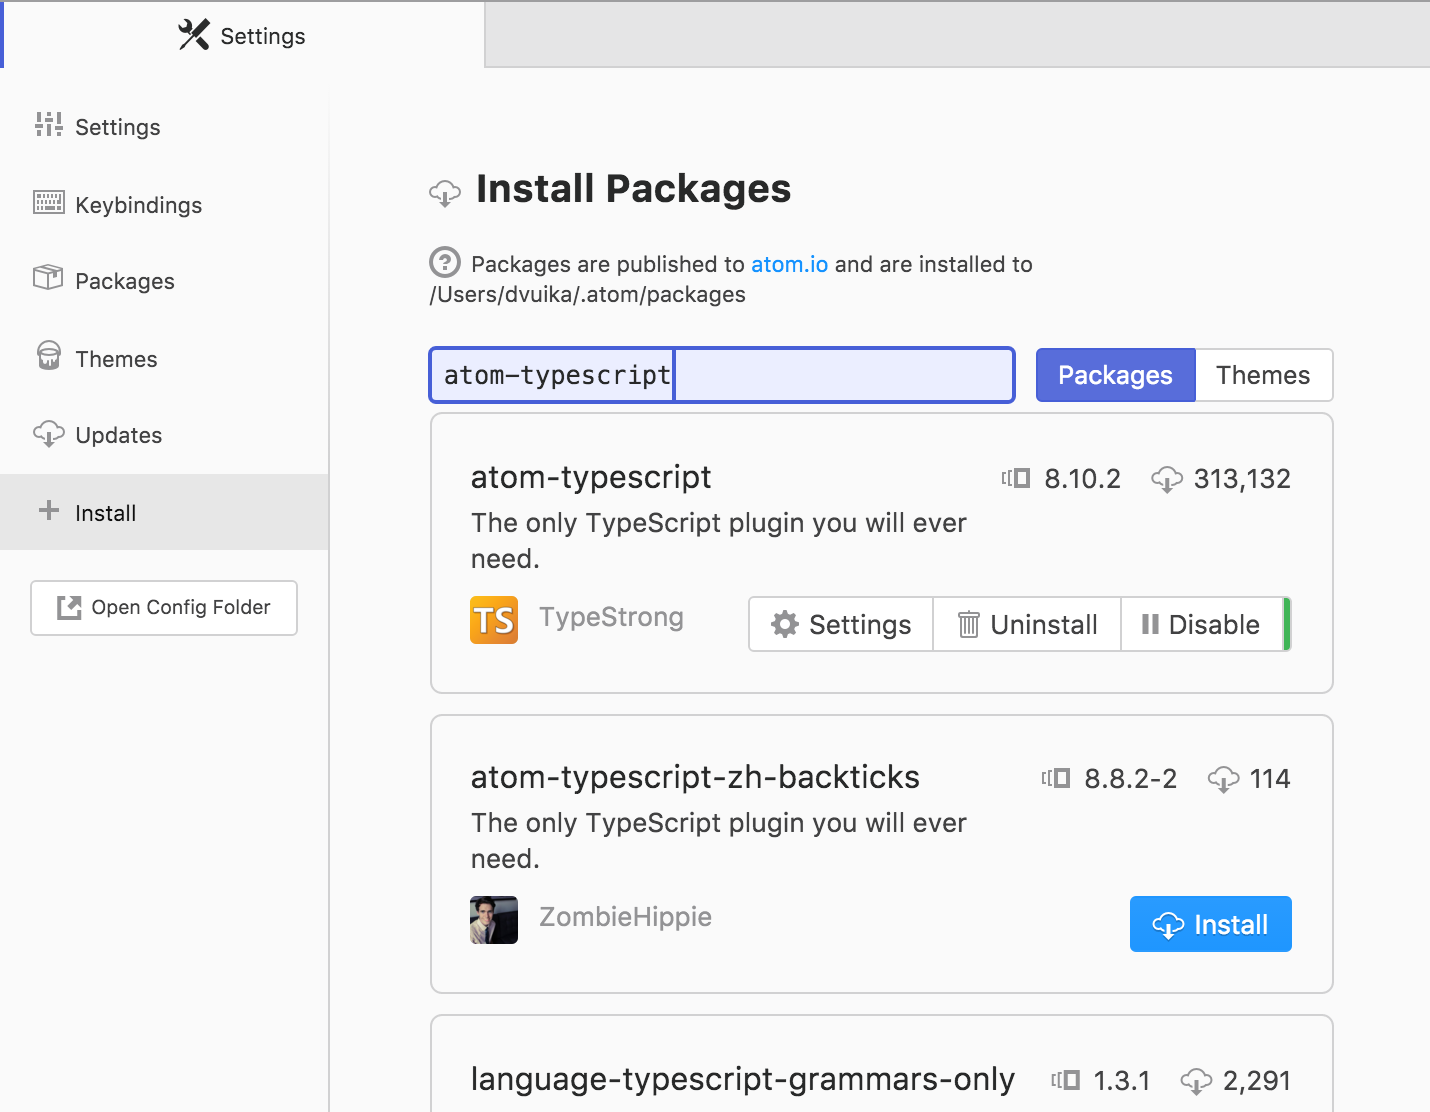 Settings
Settings
Keybindings
Packages
Themes
Updates
Install
Open Config Folder
Install Packages
Packages are published to atom.io and are installed to
/Users/dvuika/.atom/packages
atom-typescript
Packages
Themes
atom-typescript
8.10.2
313,132
The only TypeScript plugin you will ever
need.
TS
TypeStrong
Settings
Uninstall
Disable
atom-typescript-zh-backticks
8.8.2-2
114
The only TypeScript plugin you will ever
need.
ZombieHippie
Install
language-typescript-grammars-only
1.3.1
2,291